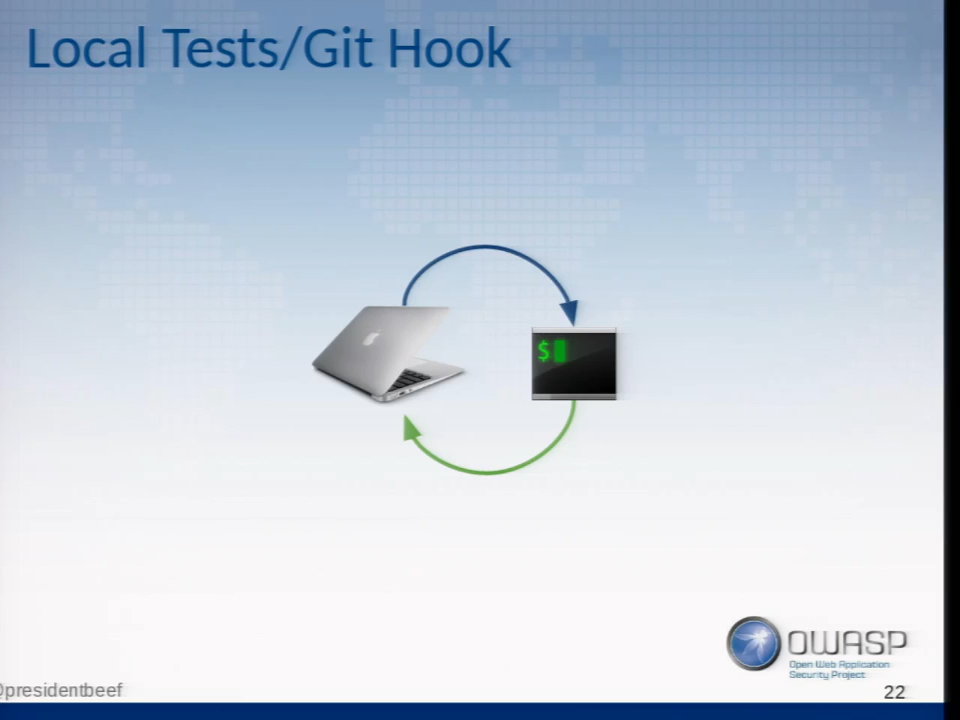 Local Tests/Git Hook
$
OWASP
Open Web Application
Security Project
@presidentbeef
22